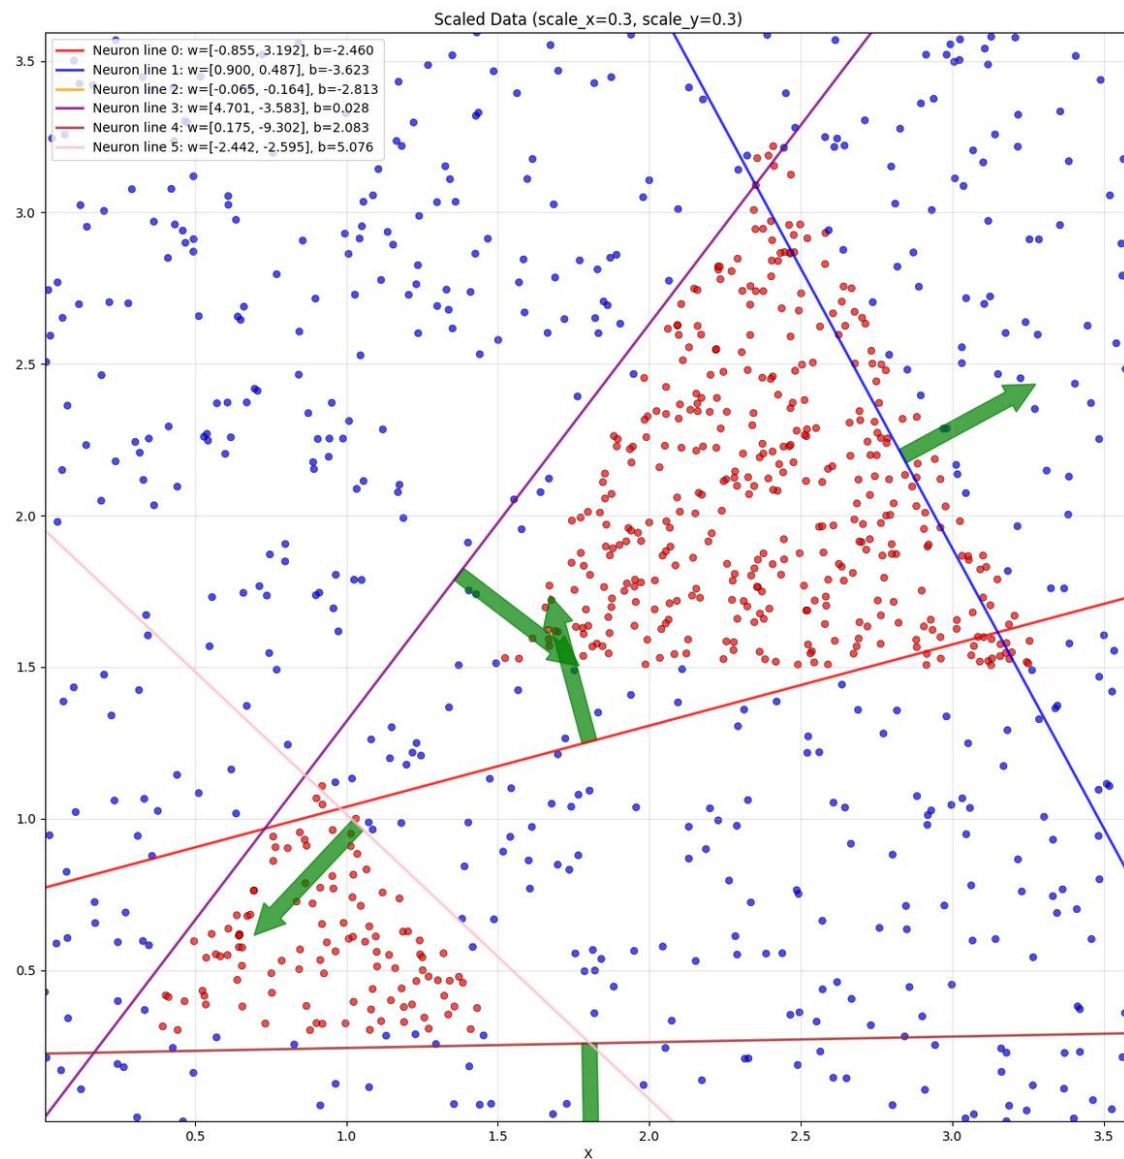 Scaled Data (scale_x=0.3, scale_y=0.3)
Neuron line 0: w=[-0.855, 3.192], b=-2.460
Neuron line 1: w=[0.900, 0.487], b=-3.623
Neuron line 2: w=[-0.065, -0.164], b=-2.813
Neuron line 3: w=[4.701, -3.583], b=0.028
Neuron line 4: w=[0.175, -9.302], b=2.083
Neuron line 5: w=[-2.442, -2.595], b=5.076
3.5
3.0
2.5
2.0
1.5
1.0
0.5
0.5 1.0 1.5 2.0 2.5 3.0 3.5
X